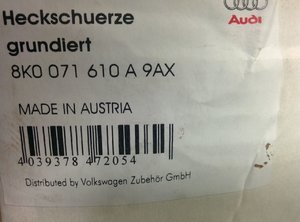 Heckschuerze
Audi
grundiert
8K0 071 610 A 9AX
MADE IN AUSTRIA
4 039378 472054
Distributed by Volkswagen Zubehör GmbH